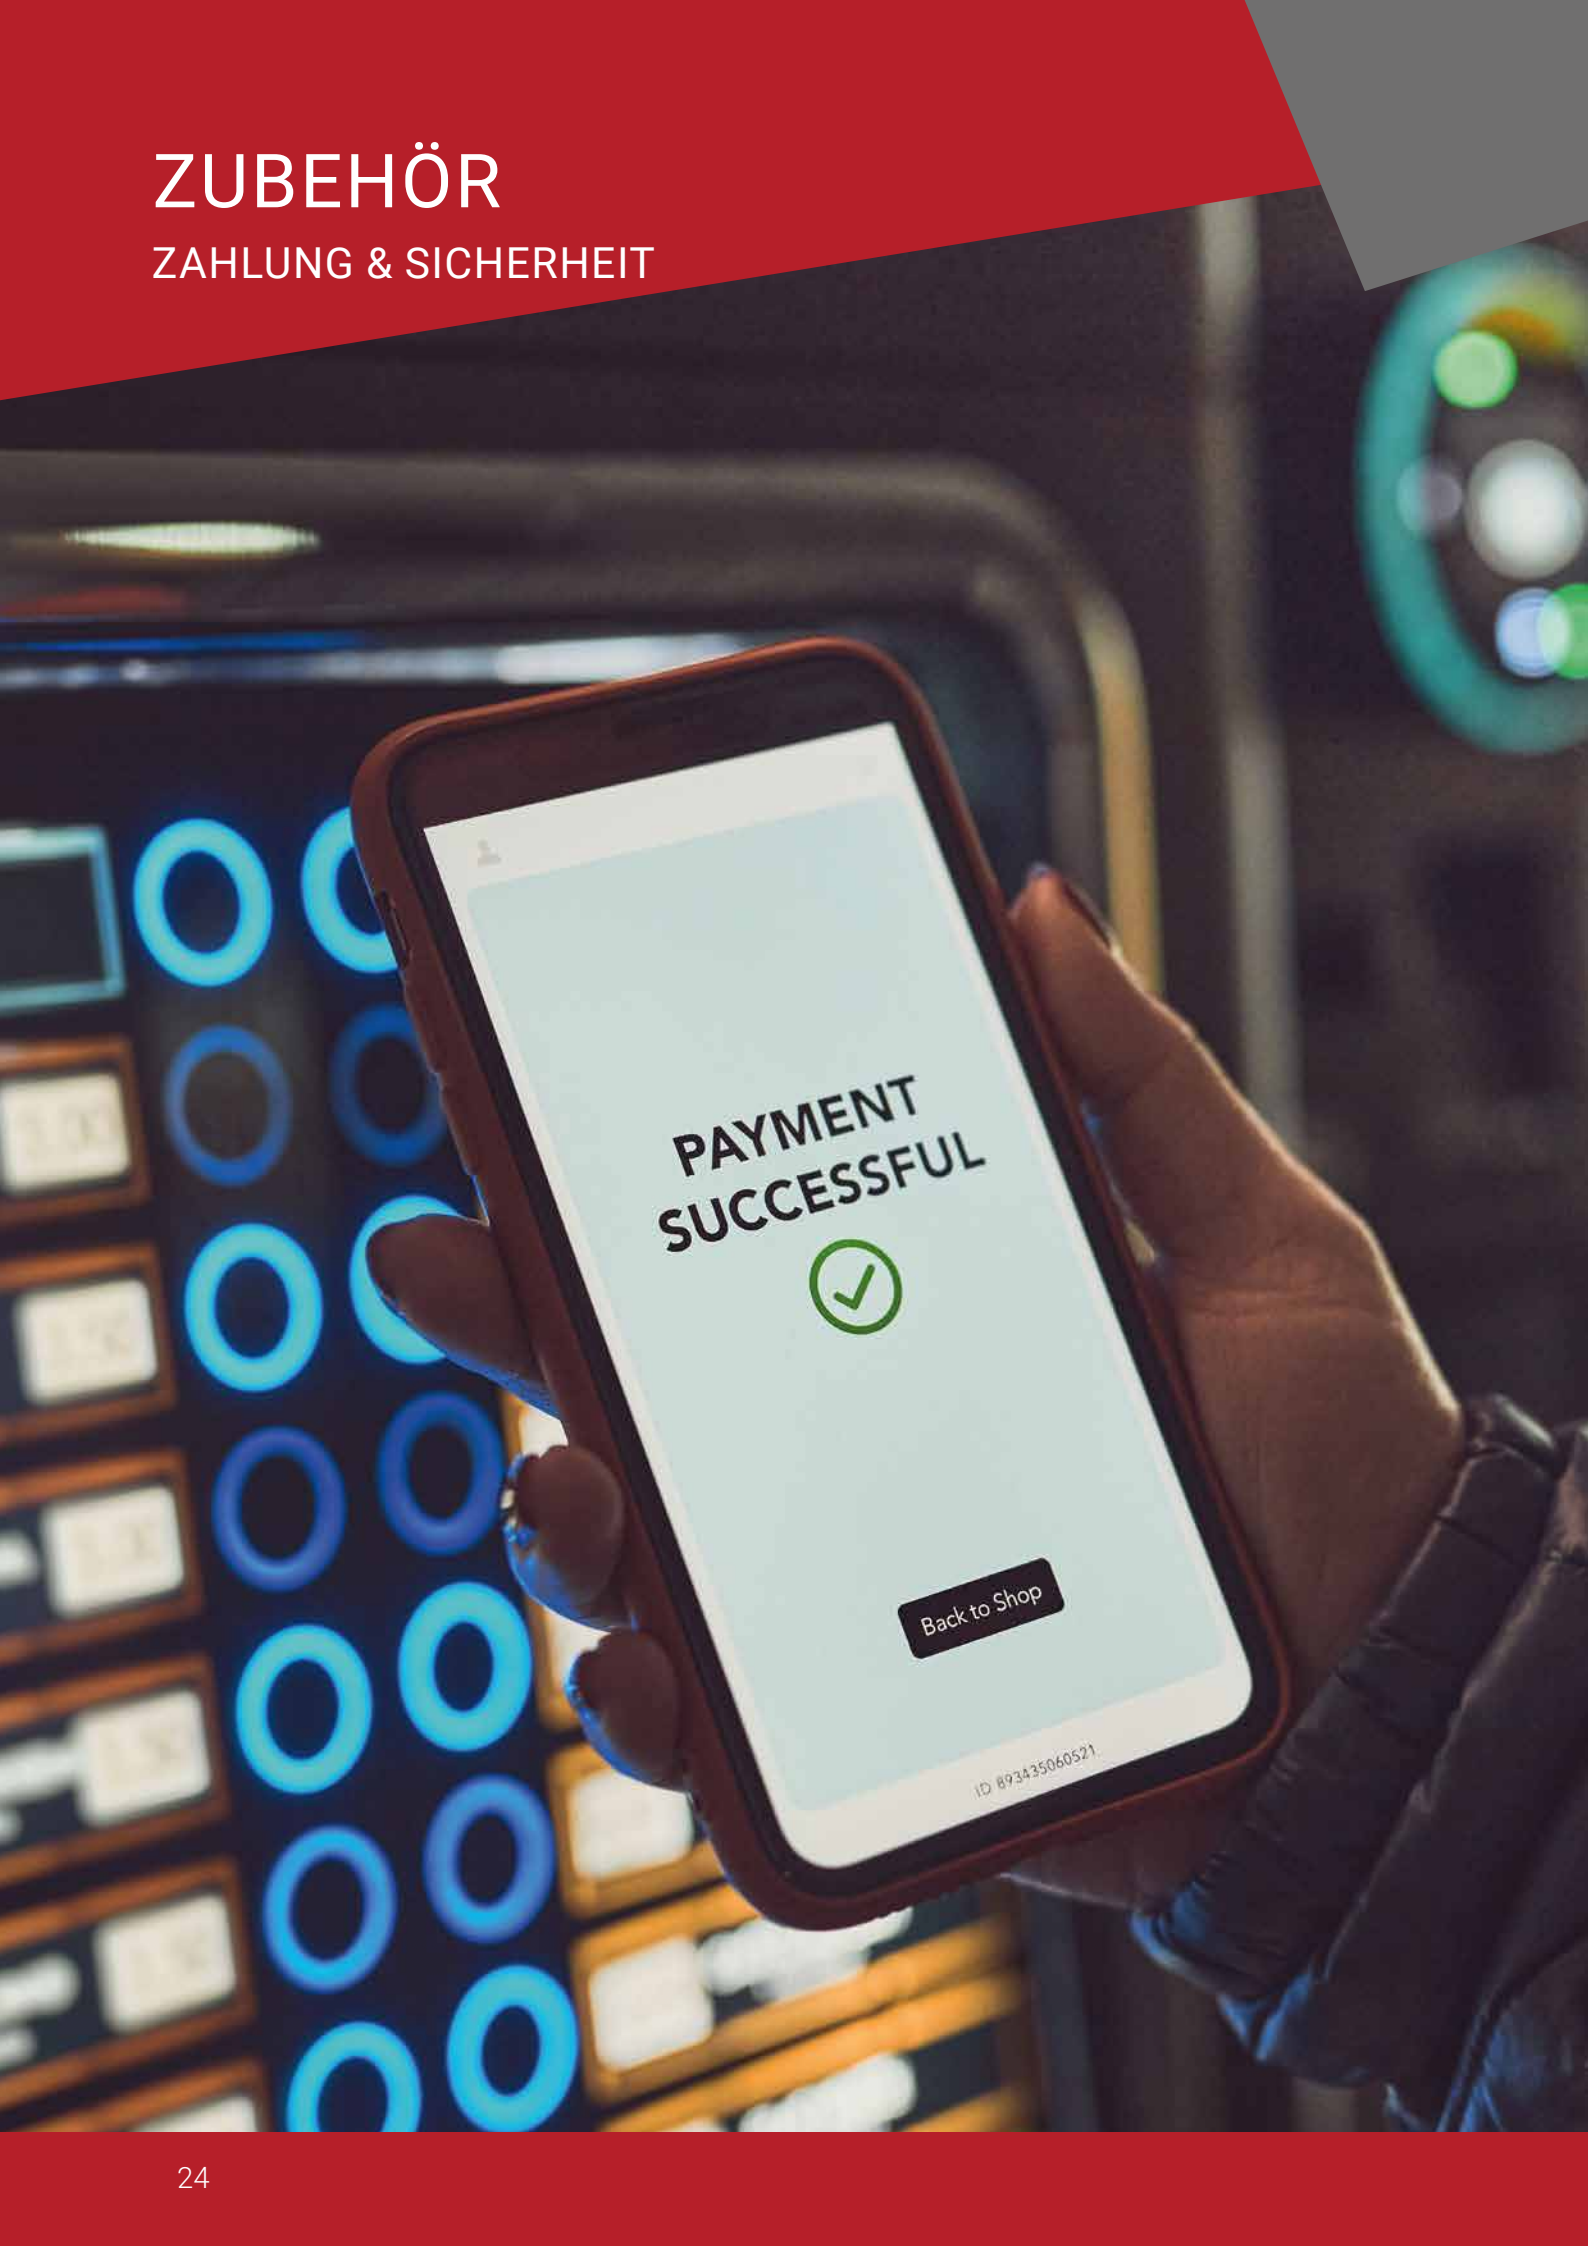 ZUBEHÖR
ZAHLUNG & SICHERHEIT
PAYMENT
SUCCESSFUL
Back to Shop
ID 893435060521
24